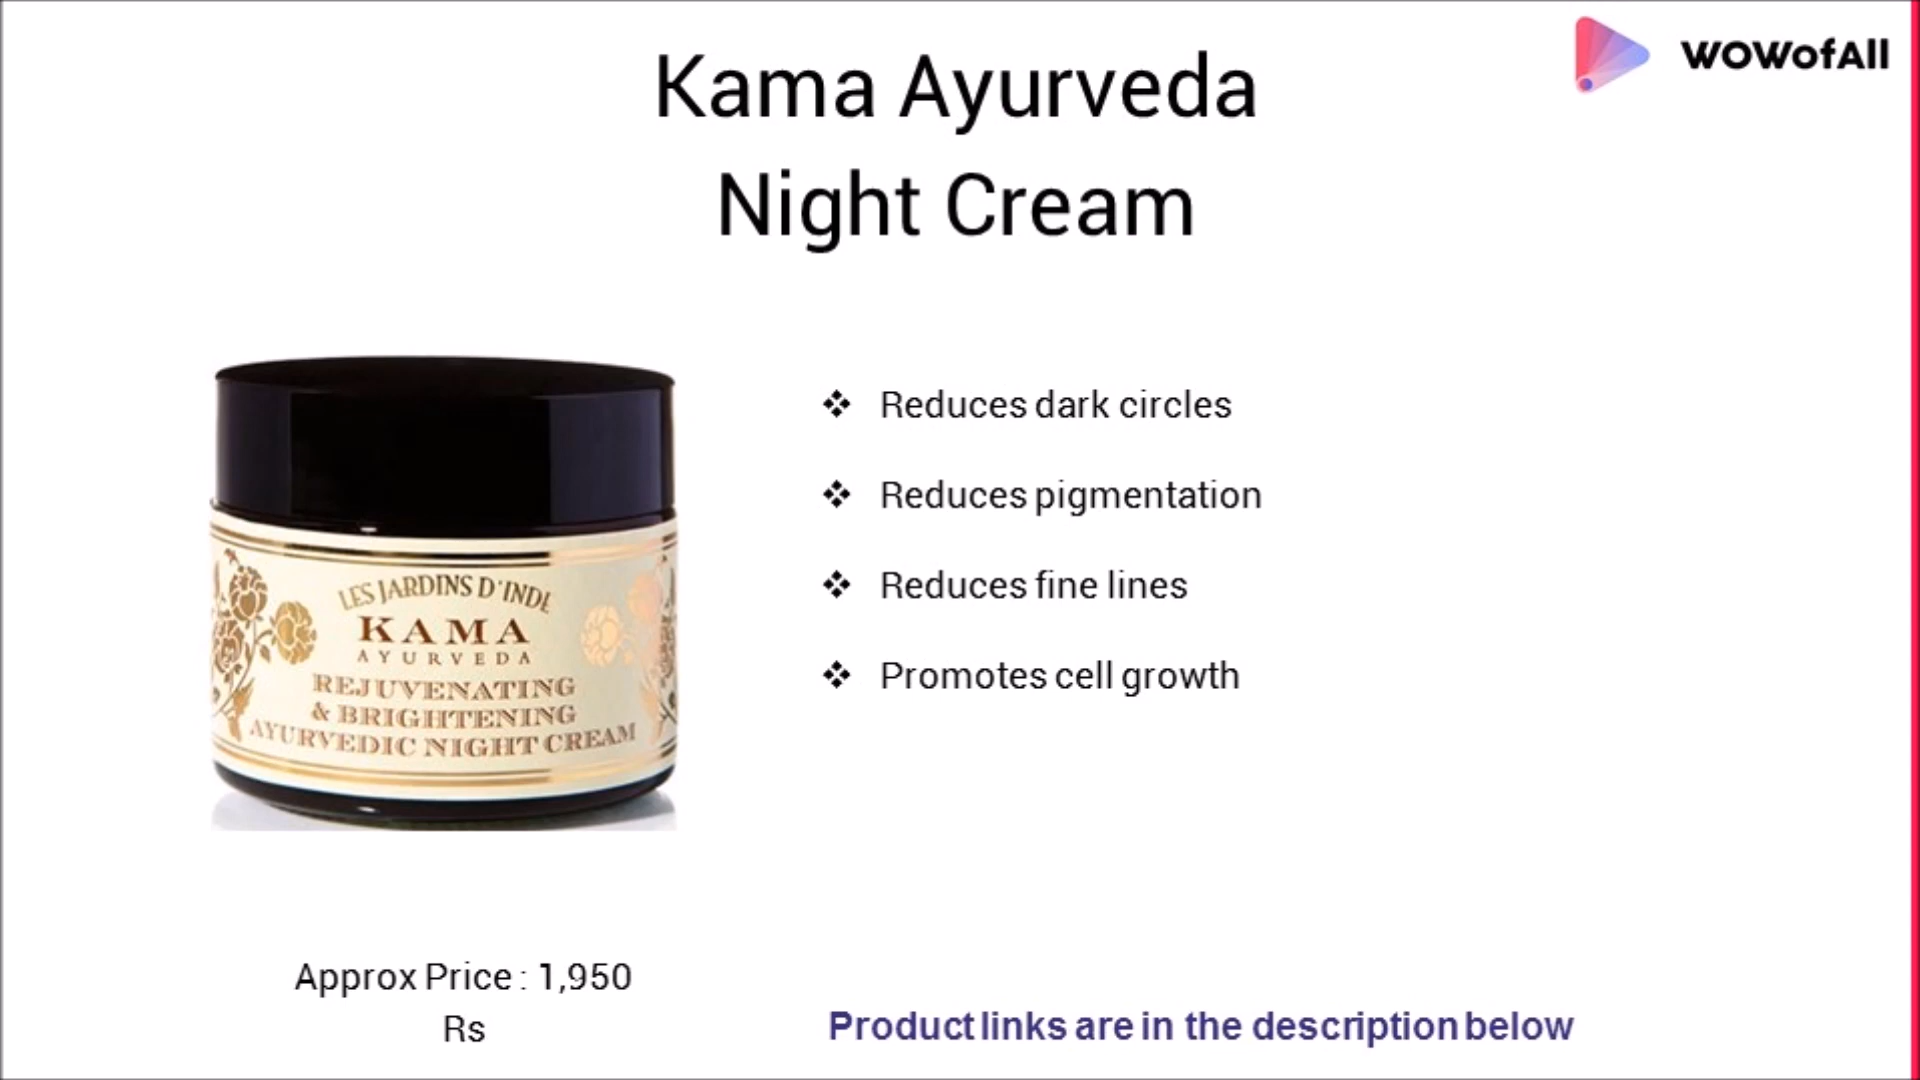 WOWofAll
Kama Ayurveda
Night Cream
LES JARDINS D'INDE
KAMA
AYURVEDA
REJUVENATING
& BRIGHTENING
AYURVEDIC NIGHT CREAM
Reduces dark circles
Reduces pigmentation
Reduces fine lines
Promotes cell growth
Approx Price : 1,950
Rs
Product links are in the description below